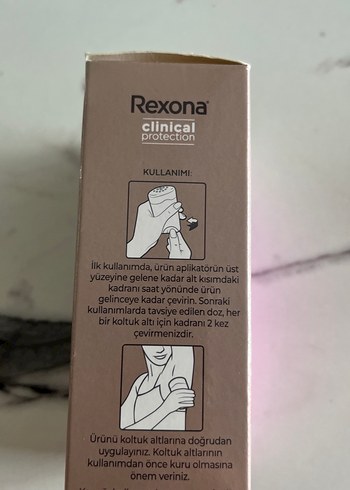 Rexona
clinical
protection
KULLANIMI:
İlk kullanımda, ürün aplikatörün üst
yüzeyine gelene kadar alt kısımdaki
kadranı saat yönünde ürün
gelinceye kadar çevirin. Sonraki
kullanımlarda tavsiye edilen doz, her
bir koltuk altı için kadranı 2 kez
çevirmenizdir.
Ürünü koltuk altlarına doğrudan
uygulayınız. Koltuk altlarının
kullanımdan önce kuru olmasına
önem veriniz.